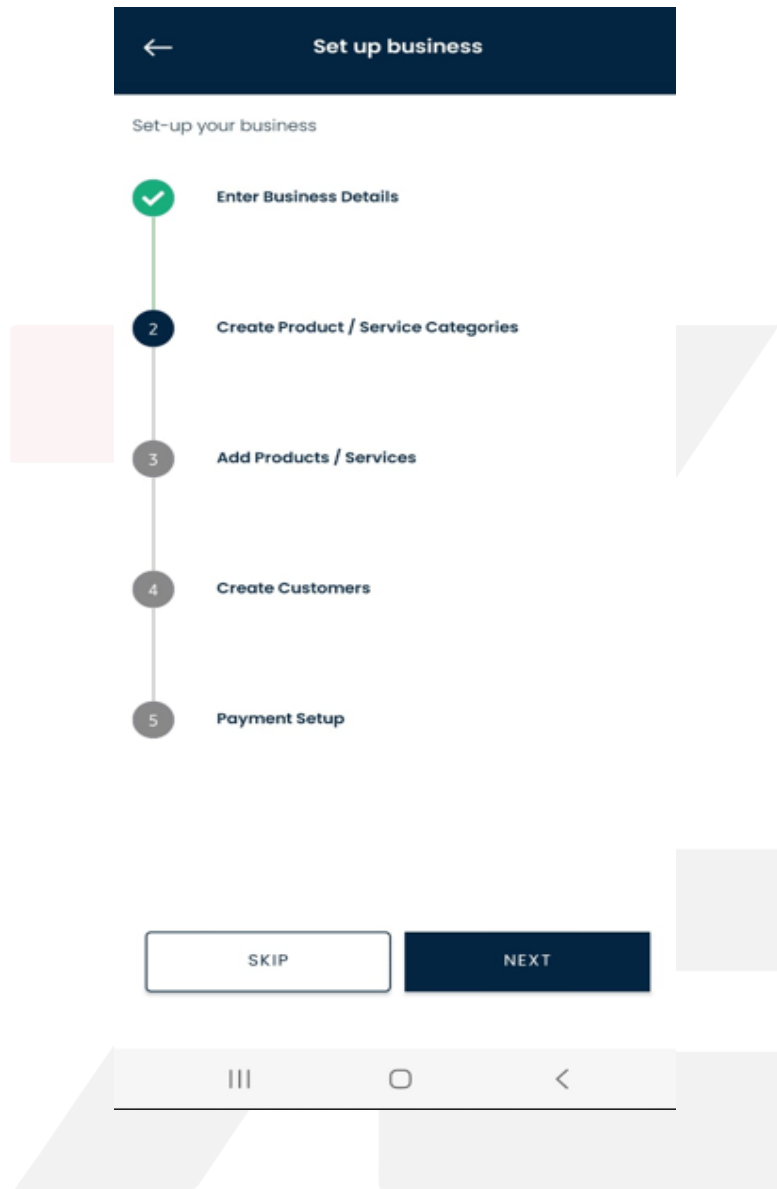 Set up business
Set-up your business
Enter Business Details
2
Create Product / Service Categories
3
Add Products / Services
4
Create Customers
5
Payment Setup
SKIP
NEXT